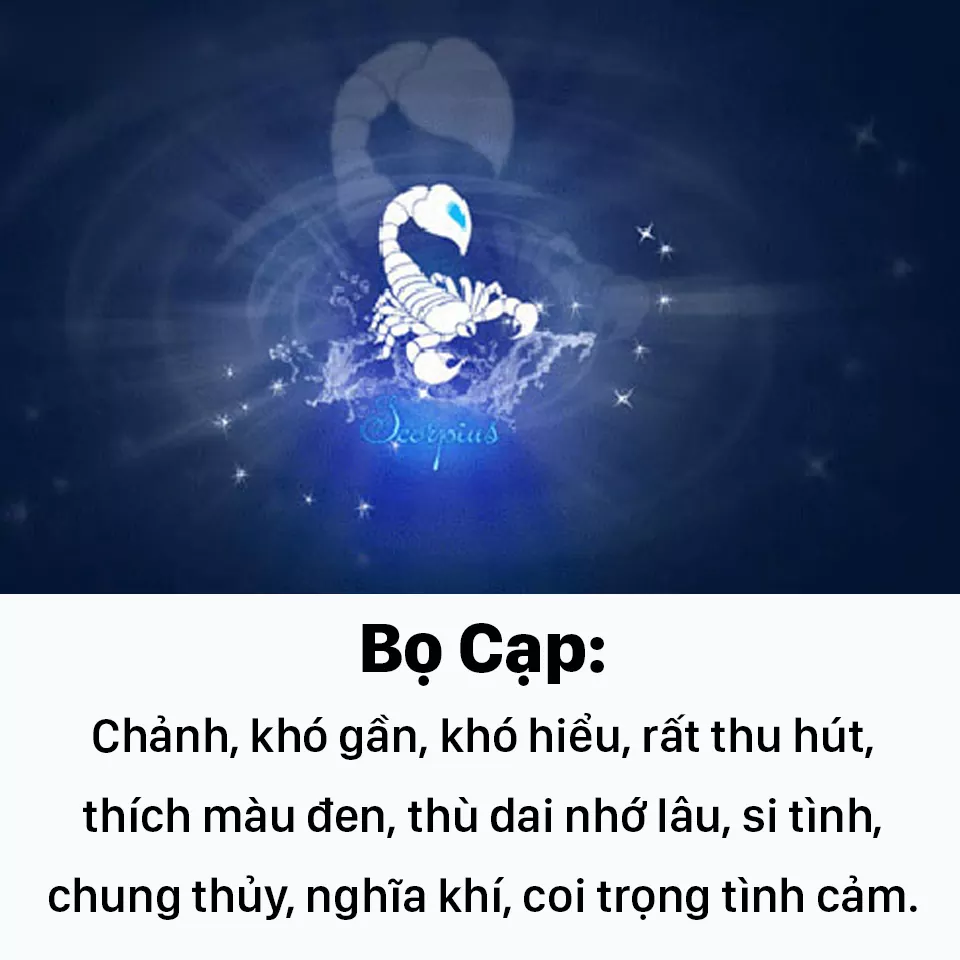 Scorpius
Bọ Cạp:
Chảnh, khó gần, khó hiểu, rất thu hút,
thích màu đen, thù dai nhớ lâu, si tình,
chung thủy, nghĩa khí, coi trọng tình cảm.